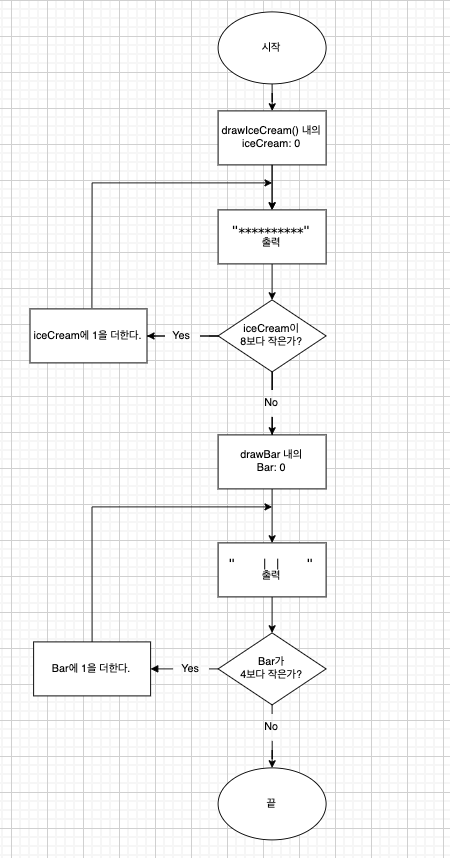 시작
drawIceCream() 내의
iceCream: 0
"**********"
출력
iceCream에 1을 더한다.
Yes
iceCream이
8보다 작은가?
No
drawBar 내의
Bar: 0
"    | |    "
출력
Bar에 1을 더한다.
Yes
Bar가
4보다 작은가?
No
끝